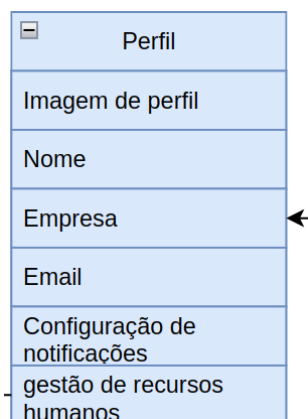 Perfil
Imagem de perfil
Nome
Empresa
Email
Configuração de
notificações
gestão de recursos
humanos